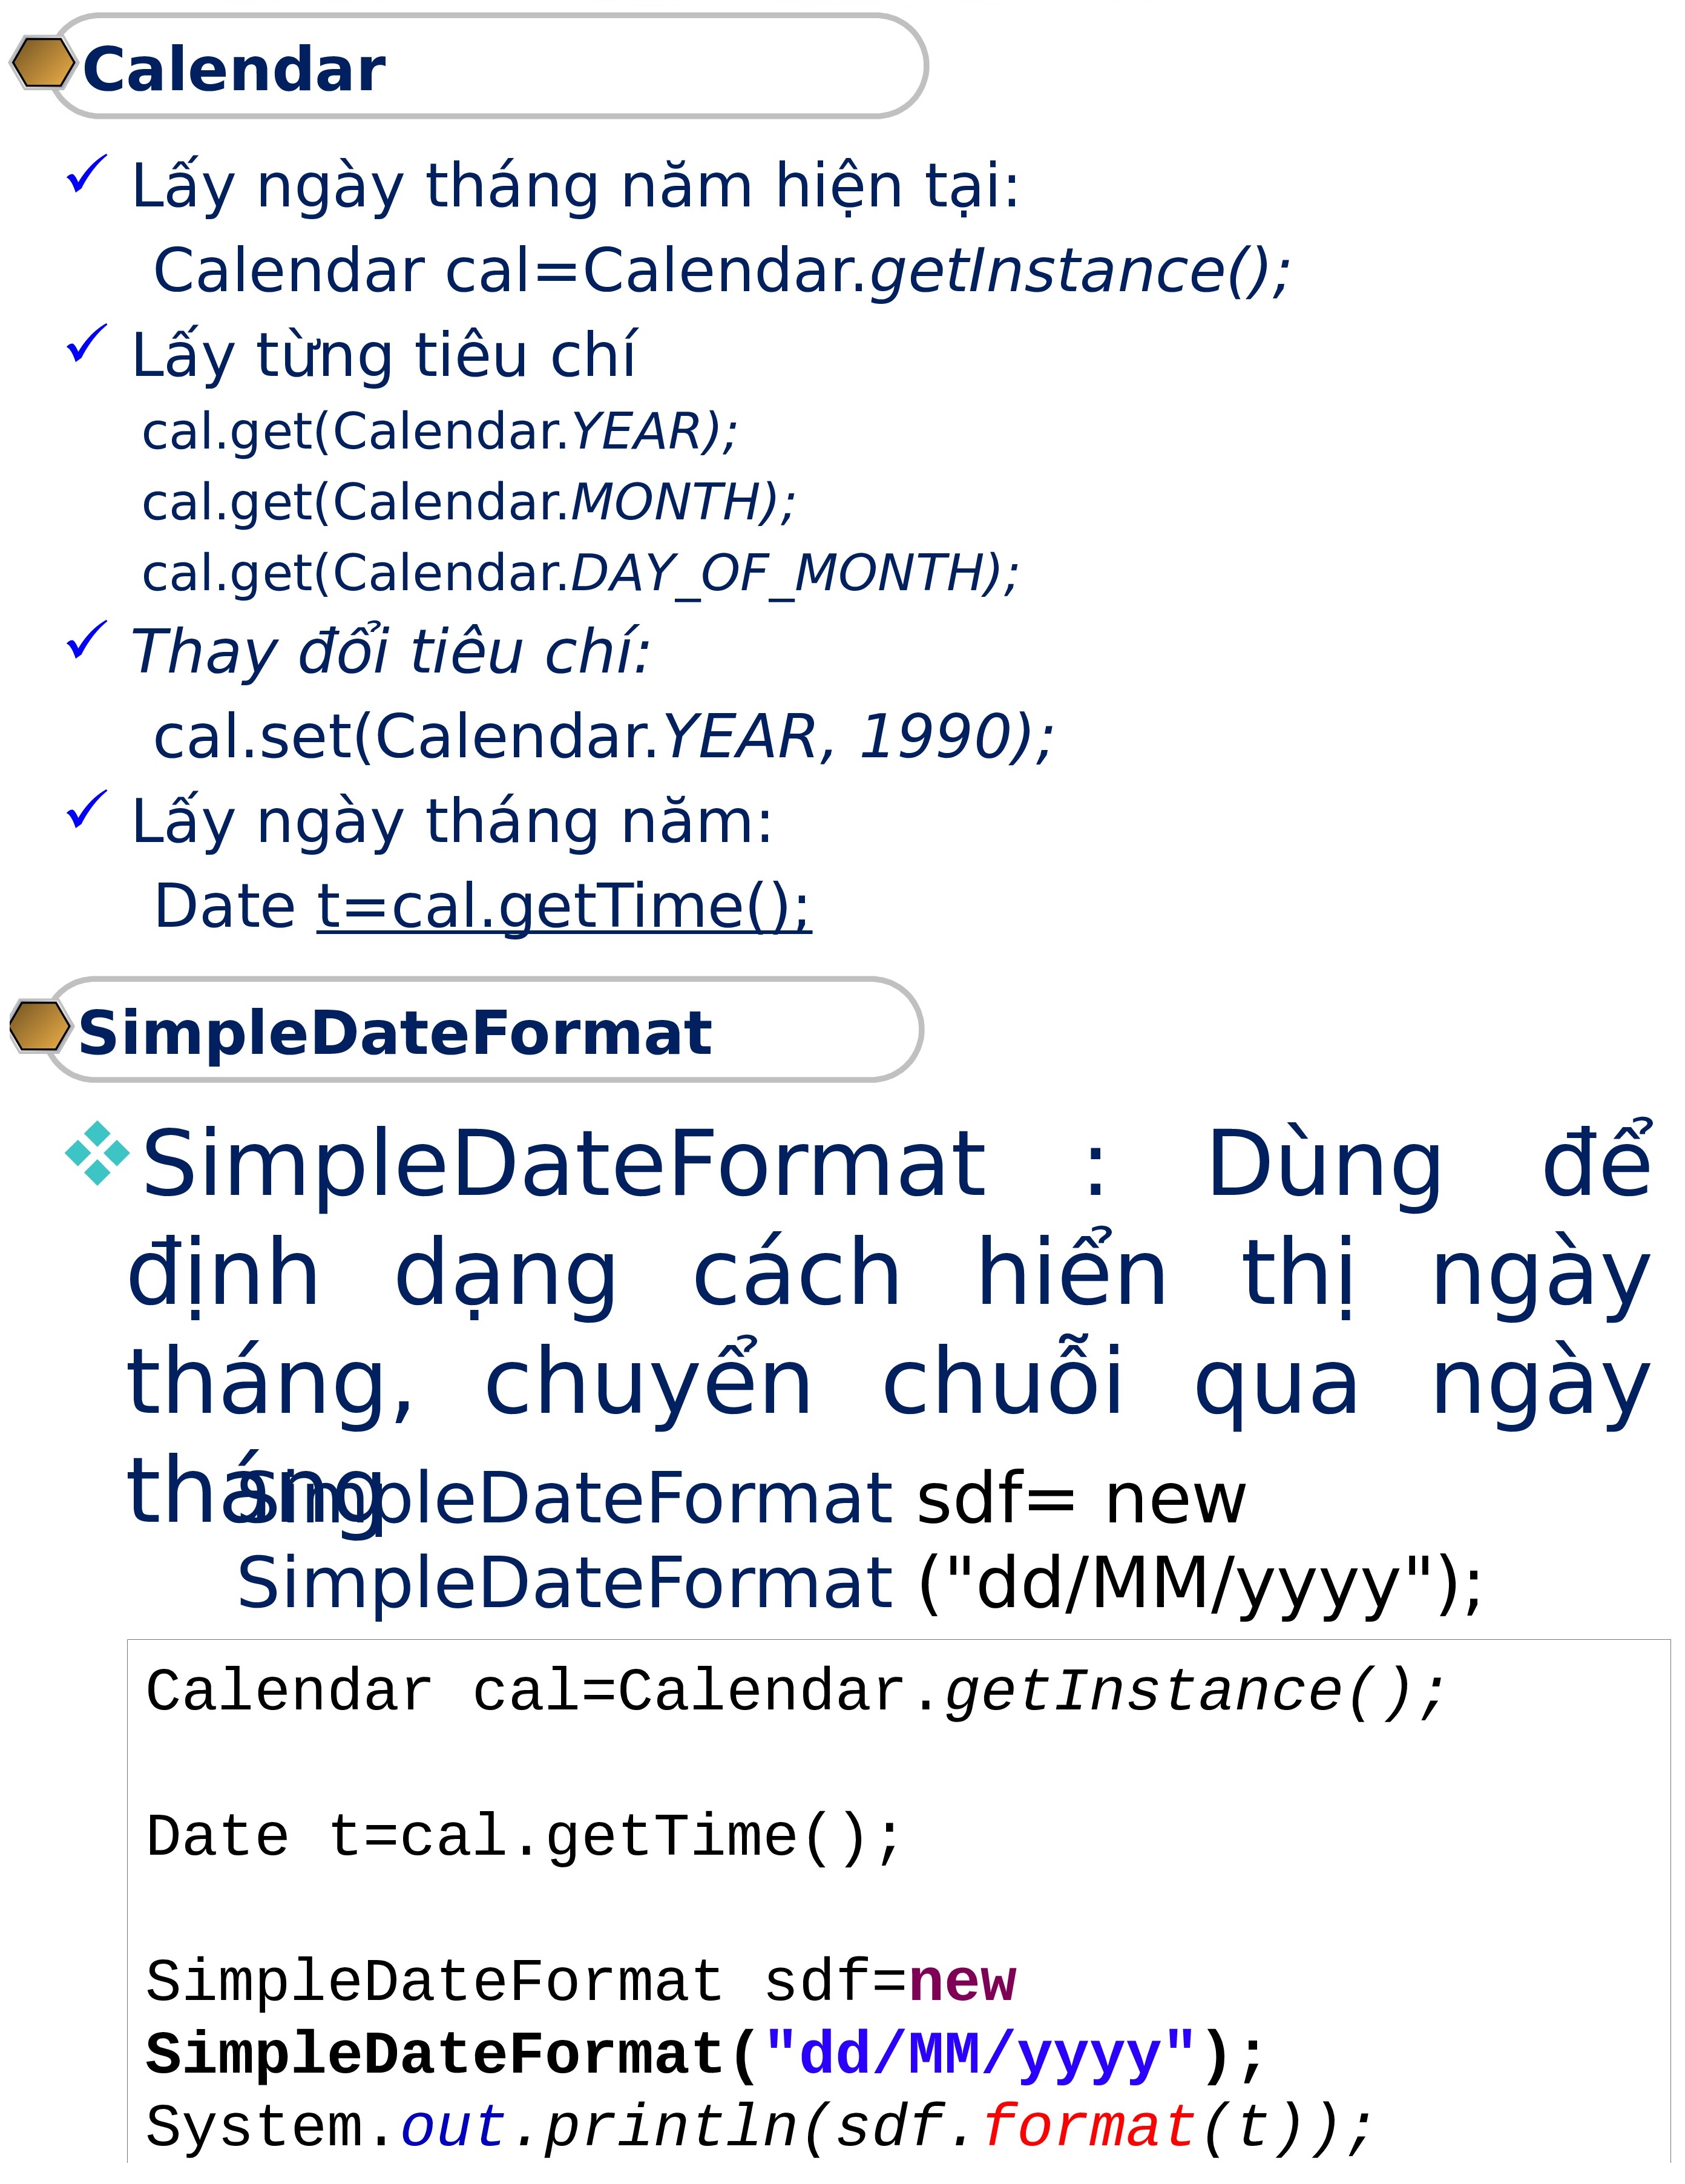 Calendar
Lấy ngày tháng năm hiện tại:
Calendar cal=Calendar.getInstance();
Lấy từng tiêu chí
cal.get(Calendar.YEAR);
cal.get(Calendar.MONTH);
cal.get(Calendar.DAY_OF_MONTH);
Thay đổi tiêu chí:
cal.set(Calendar.YEAR, 1990);
Lấy ngày tháng năm:
Date t=cal.getTime();
SimpleDateFormat
SimpleDateFormat : Dùng để
định dạng cách hiển thị ngày
tháng, chuyển chuỗi qua ngày
tháng
SimpleDateFormat sdf= new
SimpleDateFormat ("dd/MM/yyyy");
Calendar cal=Calendar.getInstance();
Date t=cal.getTime();
SimpleDateFormat sdf=new
SimpleDateFormat("dd/MM/yyyy");
System.out.println(sdf.format(t));